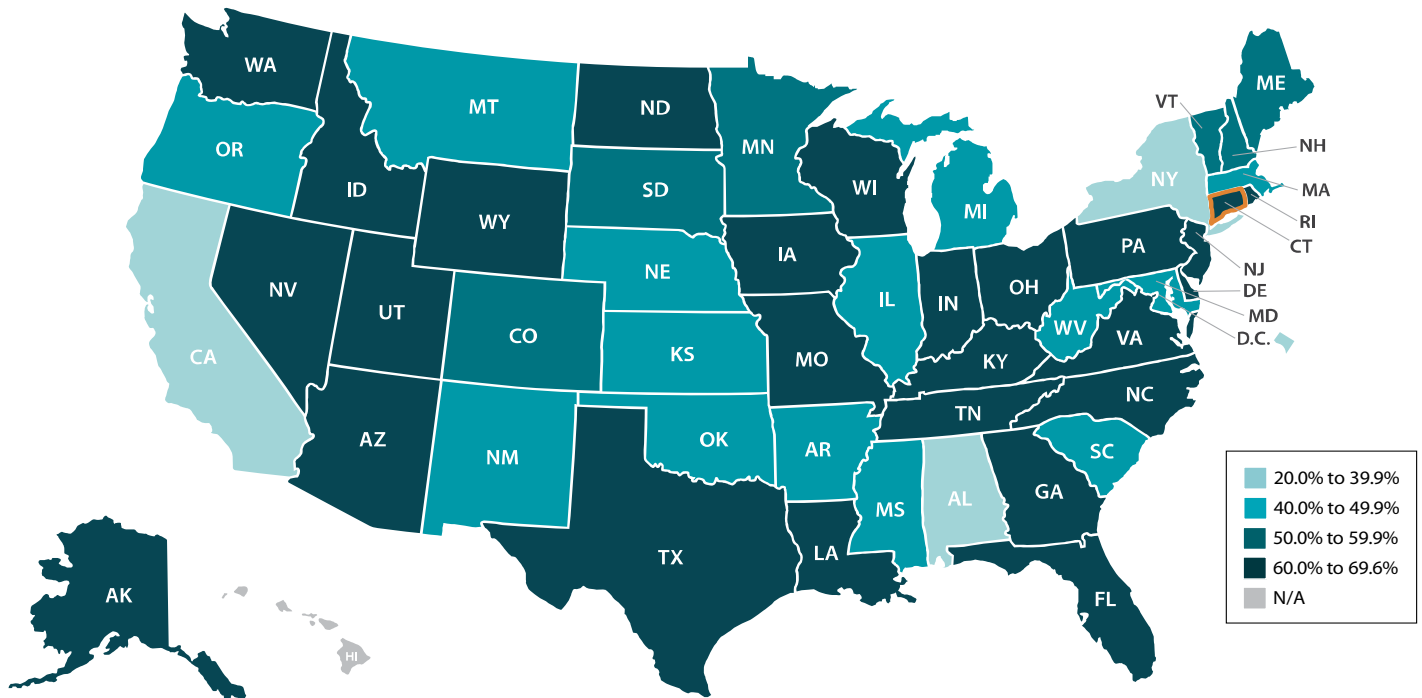 WA
MT
ND
MN
ME
VT
NH
MA
RI
CT
NY
OR
ID
WY
SD
WI
MI
IA
NE
PA
NJ
DE
MD
D.C.
NV
UT
CO
KS
MO
IL
IN
OH
WV
VA
KY
CA
AZ
NM
OK
AR
TN
NC
SC
TX
LA
MS
AL
GA
FL
AK
HI
20.0% to 39.9%
40.0% to 49.9%
50.0% to 59.9%
60.0% to 69.6%
N/A